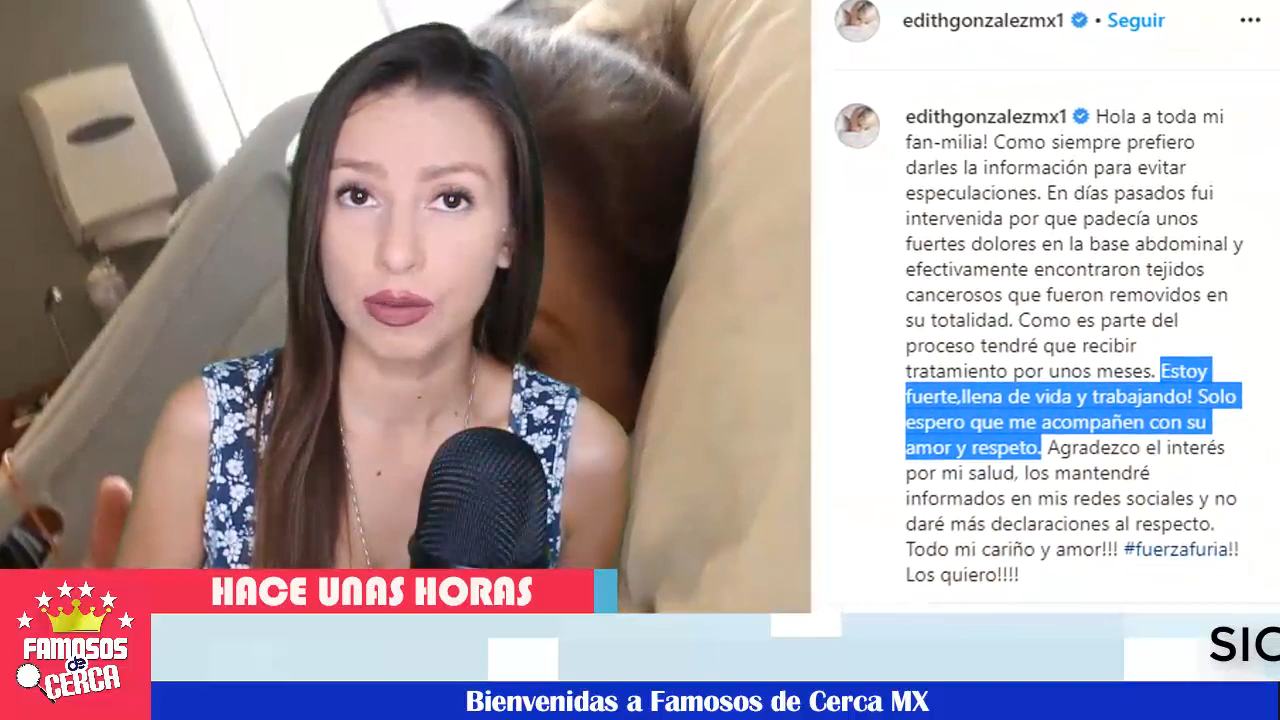 edithgonzalezmx1 • Seguir •••
edithgonzalezmx1 Hola a toda mi
fan-milia! Como siempre prefiero
darles la información para evitar
especulaciones. En días pasados fui
intervenida por que padecía unos
fuertes dolores en la base abdominal y
efectivamente encontraron tejidos
cancerosos que fueron removidos en
su totalidad. Como es parte del
proceso tendré que recibir
tratamiento por unos meses. Estoy
fuerte,llena de vida y trabajando! Solo
espero que me acompañen con su
amor y respeto. Agradezco el interés
por mi salud, los mantendré
informados en mis redes sociales y no
daré más declaraciones al respecto.
Todo mi cariño y amor!!! #fuerzafuria!!
Los quiero!!!!
HACE UNAS HORAS
FAMOSOS
de
CERCA
SIC
Bienvenidas a Famosos de Cerca MX